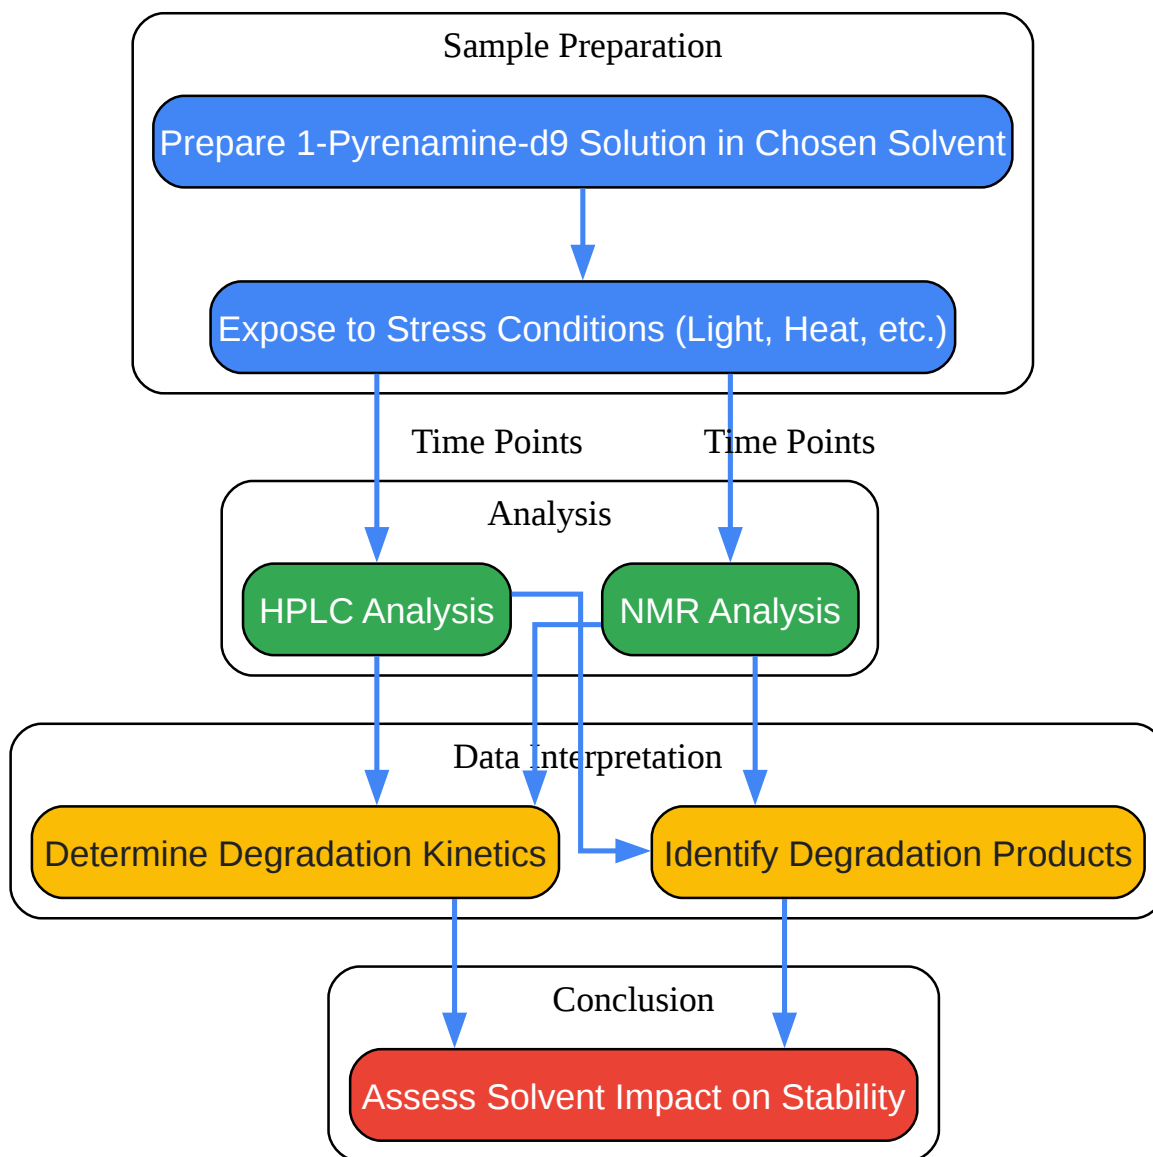 Sample Preparation
Prepare 1-Pyrenamine-d9 Solution in Chosen Solvent
Expose to Stress Conditions (Light, Heat, etc.)
Time Points
Time Points
Analysis
HPLC Analysis
NMR Analysis
Data Interpretation
Determine Degradation Kinetics
Identify Degradation Products
Conclusion
Assess Solvent Impact on Stability